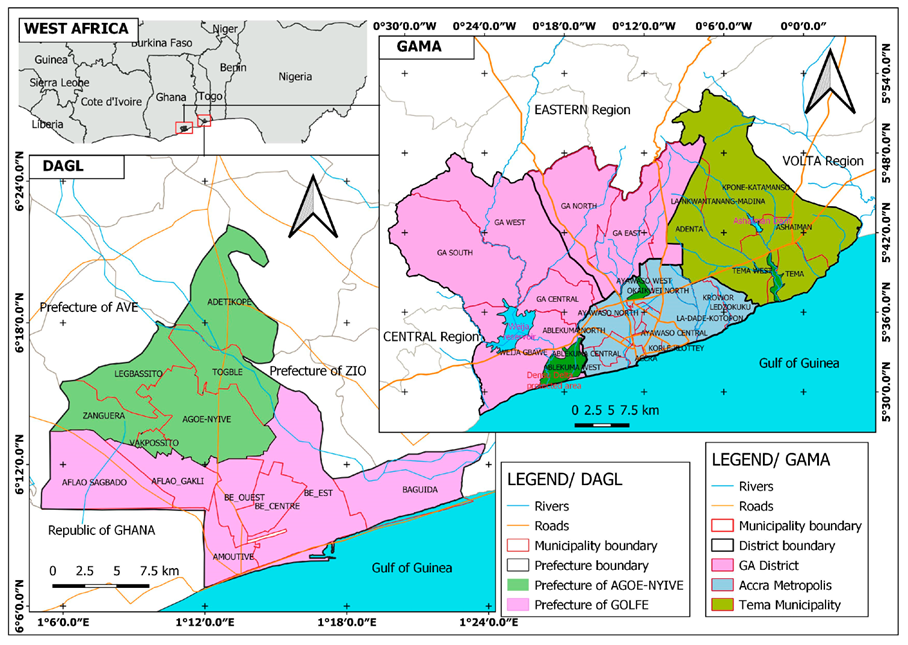 WEST AFRICA
Niger
Burkina Faso
Guinea
Benin
Sierra Leone
Ghana
Togo
Nigeria
Cote d'Ivoire
Liberia
GAMA
0°30'0.0"W
0°24'0.0"W
0°18'0.0"W
0°12'0.0"W
0°6'0.0"W
0°0'0.0"
5°54'0.0"N
5°48'0.0"N
5°42'0.0"N
5°36'0.0"N
5°30'0.0"N
EASTERN Region
VOLTA Region
KPONE-KATAMANSO
LA-NKWANTANANG-MADINA
GA NORTH
GA WEST
GA EAST
ADENTA
ASHAIMAN
GA SOUTH
TEMA WEST
TEMA
AYAWASO WEST
OKAIKWEI NORTH
GA CENTRAL
KROWOR
LEDZOKUKU
AYAWASO NORTH
LA-DADE-KOTOPON
Weija
reservoir
ABLEKUMA NORTH
AYAWASO CENTRAL
CENTRAL Region
KORLE KLOTTEY
WEIJA GBAWE
ABLEKUMA CENTRAL
ACCRA
ABLEKUMA WEST
protected area
Gulf of Guinea
0 2.5 5 7.5 km
DAGL
6°24'0.0"N
6°18'0.0"N
6°12'0.0"N
6°6'0.0"N
Prefecture of AVE
ADETIKOPE
Prefecture of ZIO
LEGBASSITO
TOGBLE
ZANGUERA
AGOE-NYIVE
VAKPOSSITO
AFLAO SAGBADO
AFLAO_GAKLI
BE_OUEST
BE_EST
BAGUIDA
BE_CENTRE
Republic of GHANA
AMOUTIVE
Gulf of Guinea
0 2.5 5 7.5 km
1°6'0.0"E
1°12'0.0"E
1°18'0.0"E
1°24'0.0"E
LEGEND/ DAGL
Rivers
Roads
Municipality boundary
Prefecture boundary
Prefecture of AGOE-NYIVE
Prefecture of GOLFE
LEGEND/ GAMA
Rivers
Roads
Municipality boundary
District boundary
GA District
Accra Metropolis
Tema Municipality